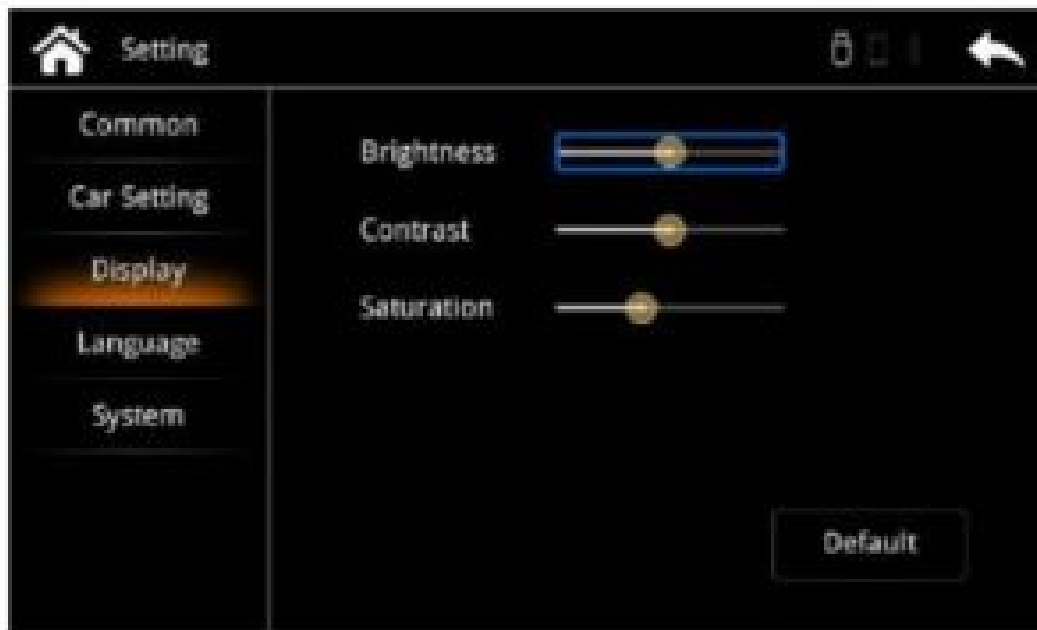 Setting
Common
Car Setting
Display
Language
System
Brightness
Contrast
Saturation
Default